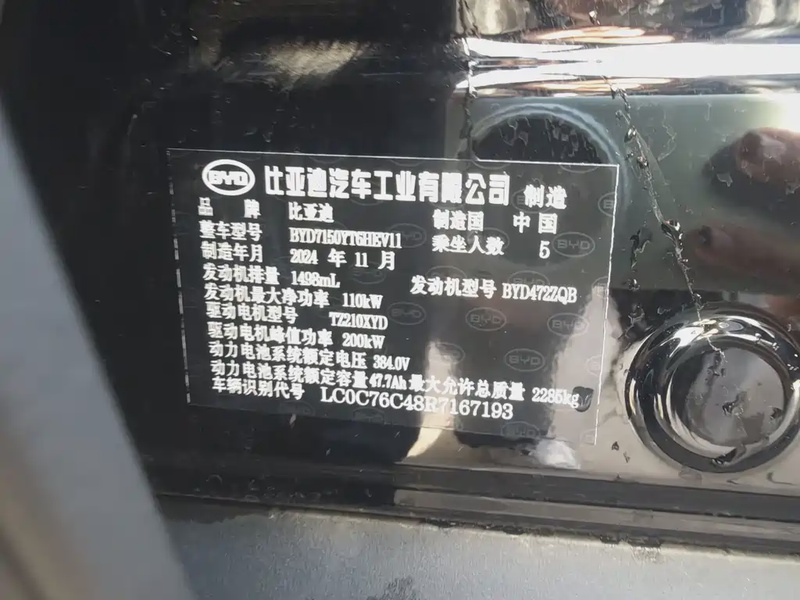 BYD 比亚迪汽车工业有限公司 制造
品 牌 比亚迪 制造国 中 国
整车型号 BYD7150YT6HEV11 乘坐人数 5
制造年月 2024 年 11 月
发动机排量 1498mL 发动机型号 BYD472ZQB
发动机最大净功率 110kW
驱动电机型号 TZ210XYD
驱动电机峰值功率 200kW
动力电池系统额定电压 384.0V
动力电池系统额定容量 47.7Ah 最大允许总质量 2285kg
车辆识别代号 LC0C76C48R7167193